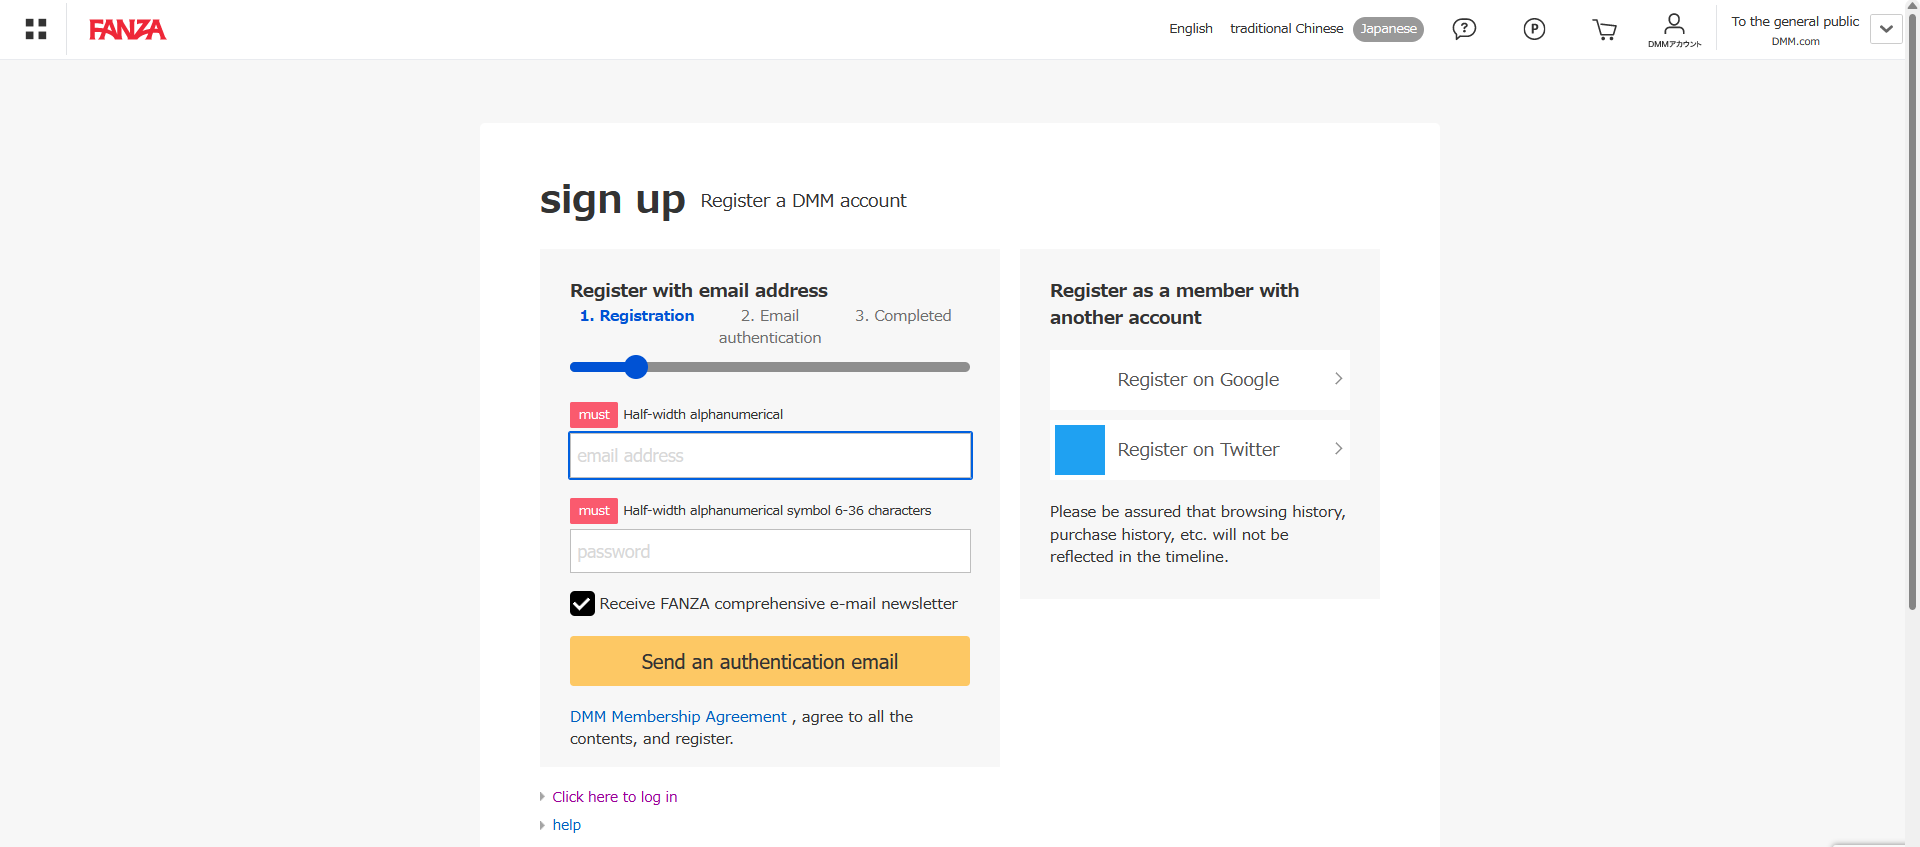 FANZA
English traditional Chinese Japanese
DMMアカウント
To the general public
DMM.com
sign up Register a DMM account
Register with email address
1. Registration
2. Email authentication
3. Completed
must Half-width alphanumerical
email address
must Half-width alphanumerical symbol 6-36 characters
password
Receive FANZA comprehensive e-mail newsletter
Send an authentication email
DMM Membership Agreement , agree to all the
contents, and register.
Click here to log in
help
Register as a member with
another account
Register on Google
Register on Twitter
Please be assured that browsing history,
purchase history, etc. will not be
reflected in the timeline.